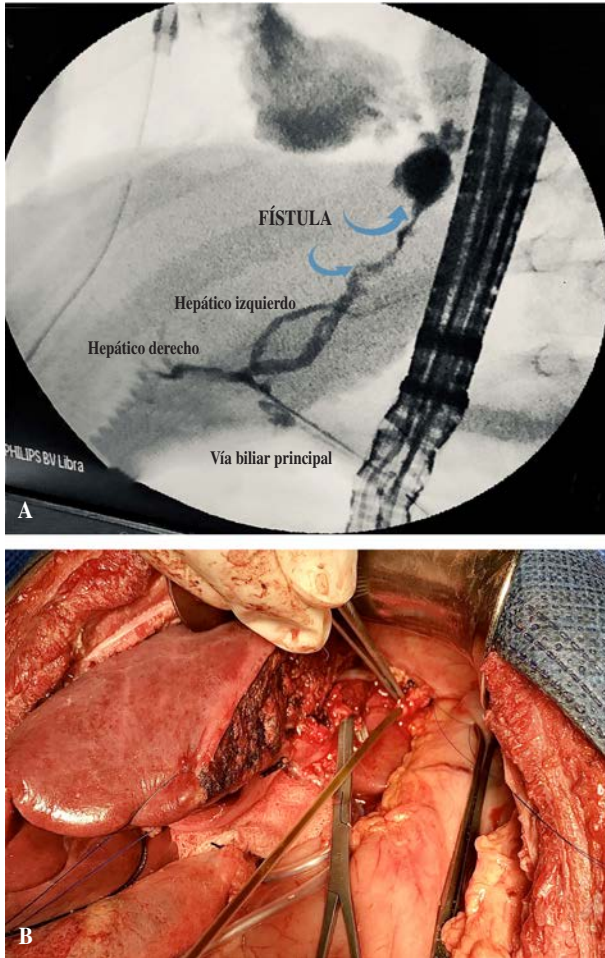 FÍSTULA
Hepático izquierdo
Hepático derecho
Vía biliar principal
PHILIPS BV Libra
A
B